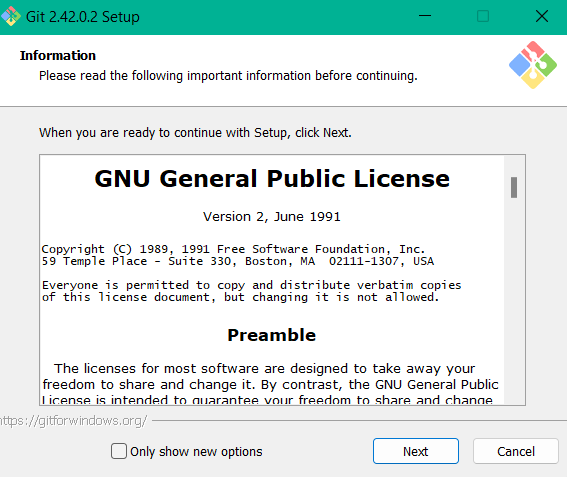 Git 2.42.0.2 Setup
Information
Please read the following important information before continuing.
When you are ready to continue with Setup, click Next.
GNU General Public License
Version 2, June 1991
Copyright (C) 1989, 1991 Free Software Foundation, Inc.
59 Temple Place - Suite 330, Boston, MA  02111-1307, USA
Everyone is permitted to copy and distribute verbatim copies
of this license document, but changing it is not allowed.
Preamble
The licenses for most software are designed to take away your
freedom to share and change it. By contrast, the GNU General Public
License is intended to guarantee your freedom to share and change
https://gitforwindows.org/
Only show new options
Next
Cancel